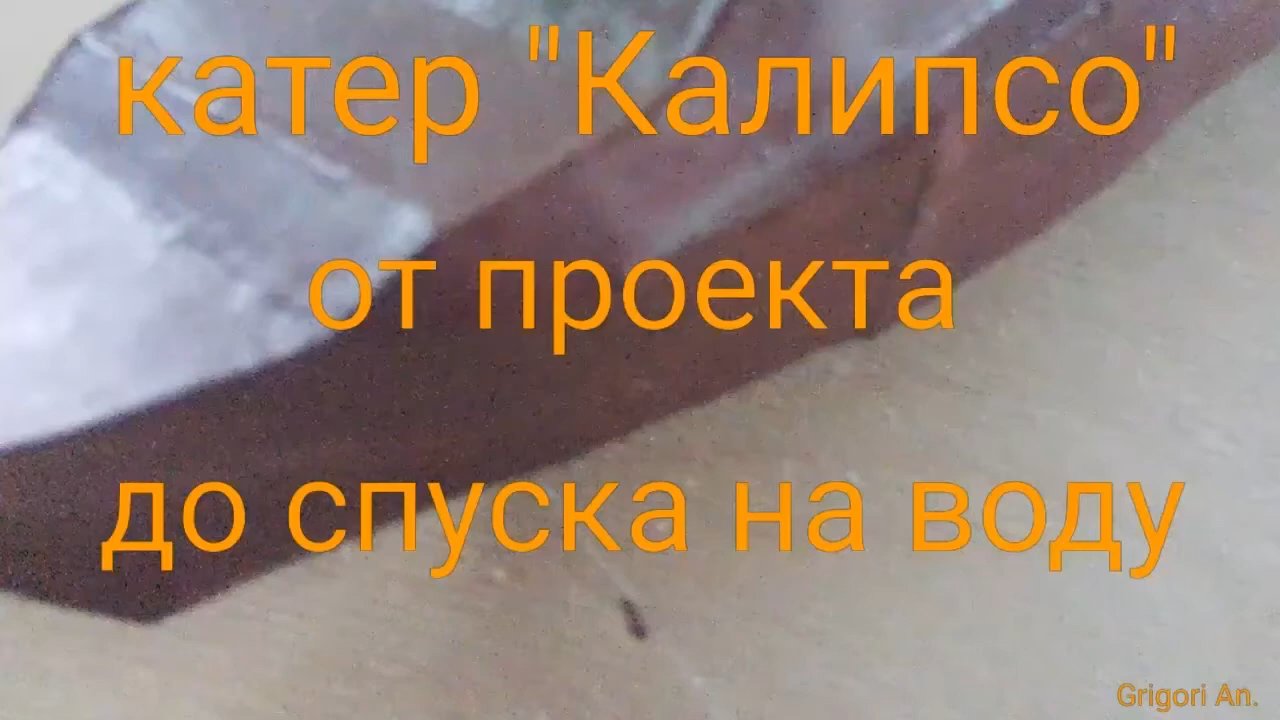 катер "Калипсо"
от проекта
до спуска на воду
Grigori An.